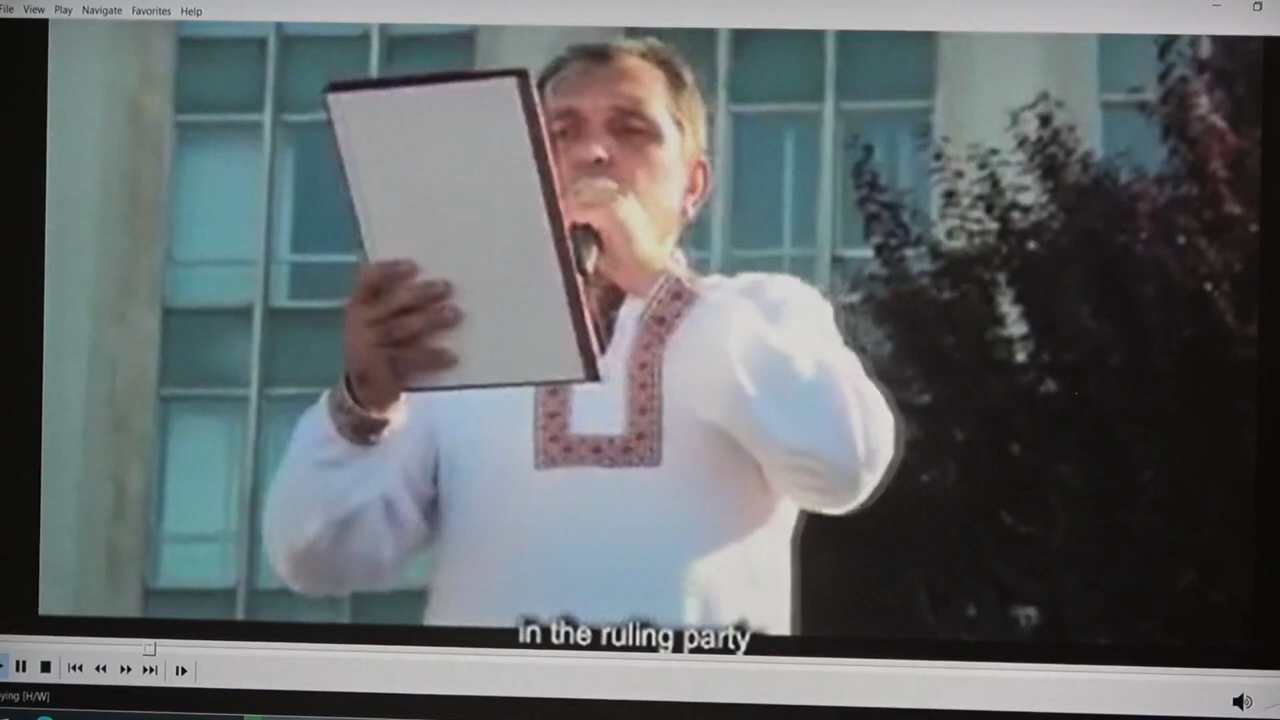 File View Play Navigate Favorites Help
in the ruling party
ying [H/W]